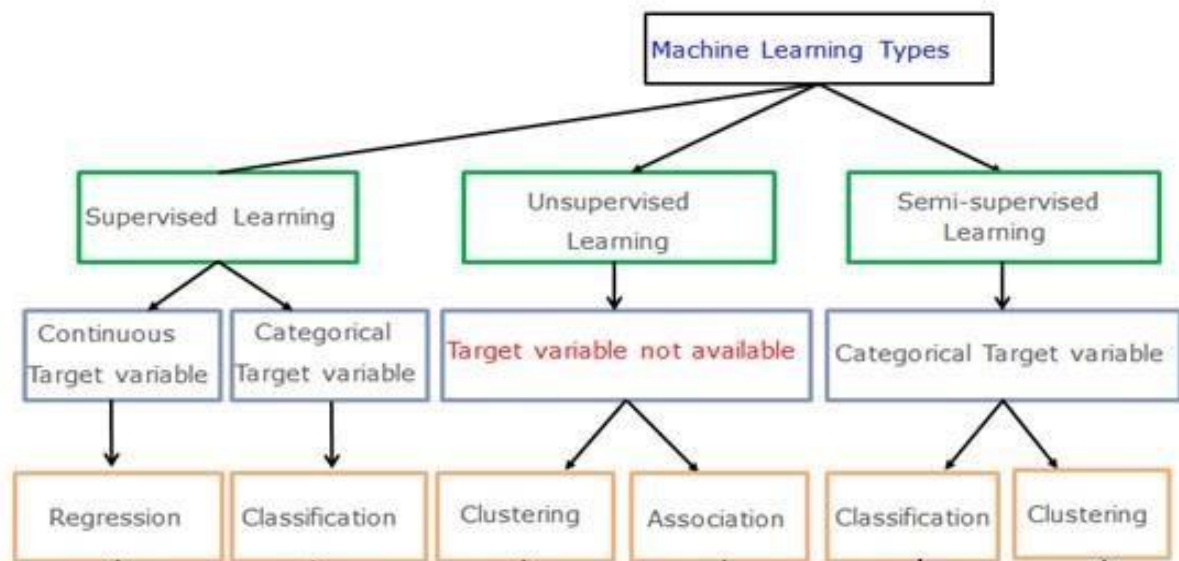 Machine Learning Types
Supervised Learning
Unsupervised
Learning
Semi-supervised
Learning
Continuous
Target variable
Categorical
Target variable
Target variable not available
Categorical Target variable
Regression
Classification
Clustering
Association
Classification
Clustering